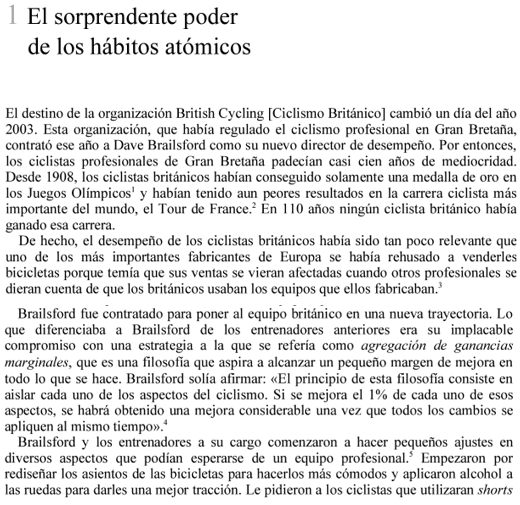 1 El sorprendente poder
de los hábitos atómicos
El destino de la organización British Cycling [Ciclismo Británico] cambió un día del año
2003. Esta organización, que había regulado el ciclismo profesional en Gran Bretaña,
contrató ese año a Dave Brailsford como su nuevo director de desempeño. Por entonces,
los ciclistas profesionales de Gran Bretaña padecían casi cien años de mediocridad.
Desde 1908, los ciclistas británicos habían conseguido solamente una medalla de oro en
los Juegos Olímpicos¹ y habían tenido aun peores resultados en la carrera ciclista más
importante del mundo, el Tour de France.² En 110 años ningún ciclista británico había
ganado esa carrera.
De hecho, el desempeño de los ciclistas británicos había sido tan poco relevante que
uno de los más importantes fabricantes de Europa se había rehusado a venderles
bicicletas porque temía que sus ventas se vieran afectadas cuando otros profesionales se
dieran cuenta de que los británicos usaban los equipos que ellos fabricaban.³
Brailsford fue contratado para poner al equipo británico en una nueva trayectoria. Lo
que diferenciaba a Brailsford de los entrenadores anteriores era su implacable
compromiso con una estrategia a la que se refería como agregación de ganancias
marginales, que es una filosofía que aspira a alcanzar un pequeño margen de mejora en
todo lo que se hace. Brailsford solía afirmar: «El principio de esta filosofía consiste en
aislar cada uno de los aspectos del ciclismo. Si se mejora el 1% de cada uno de esos
aspectos, se habrá obtenido una mejora considerable una vez que todos los cambios se
apliquen al mismo tiempo».⁴
Brailsford y los entrenadores a su cargo comenzaron a hacer pequeños ajustes en
diversos aspectos que podían esperarse de un equipo profesional.⁵ Empezaron por
rediseñar los asientos de las bicicletas para hacerlos más cómodos y aplicaron alcohol a
las ruedas para darles una mejor tracción. Le pidieron a los ciclistas que utilizaran shorts